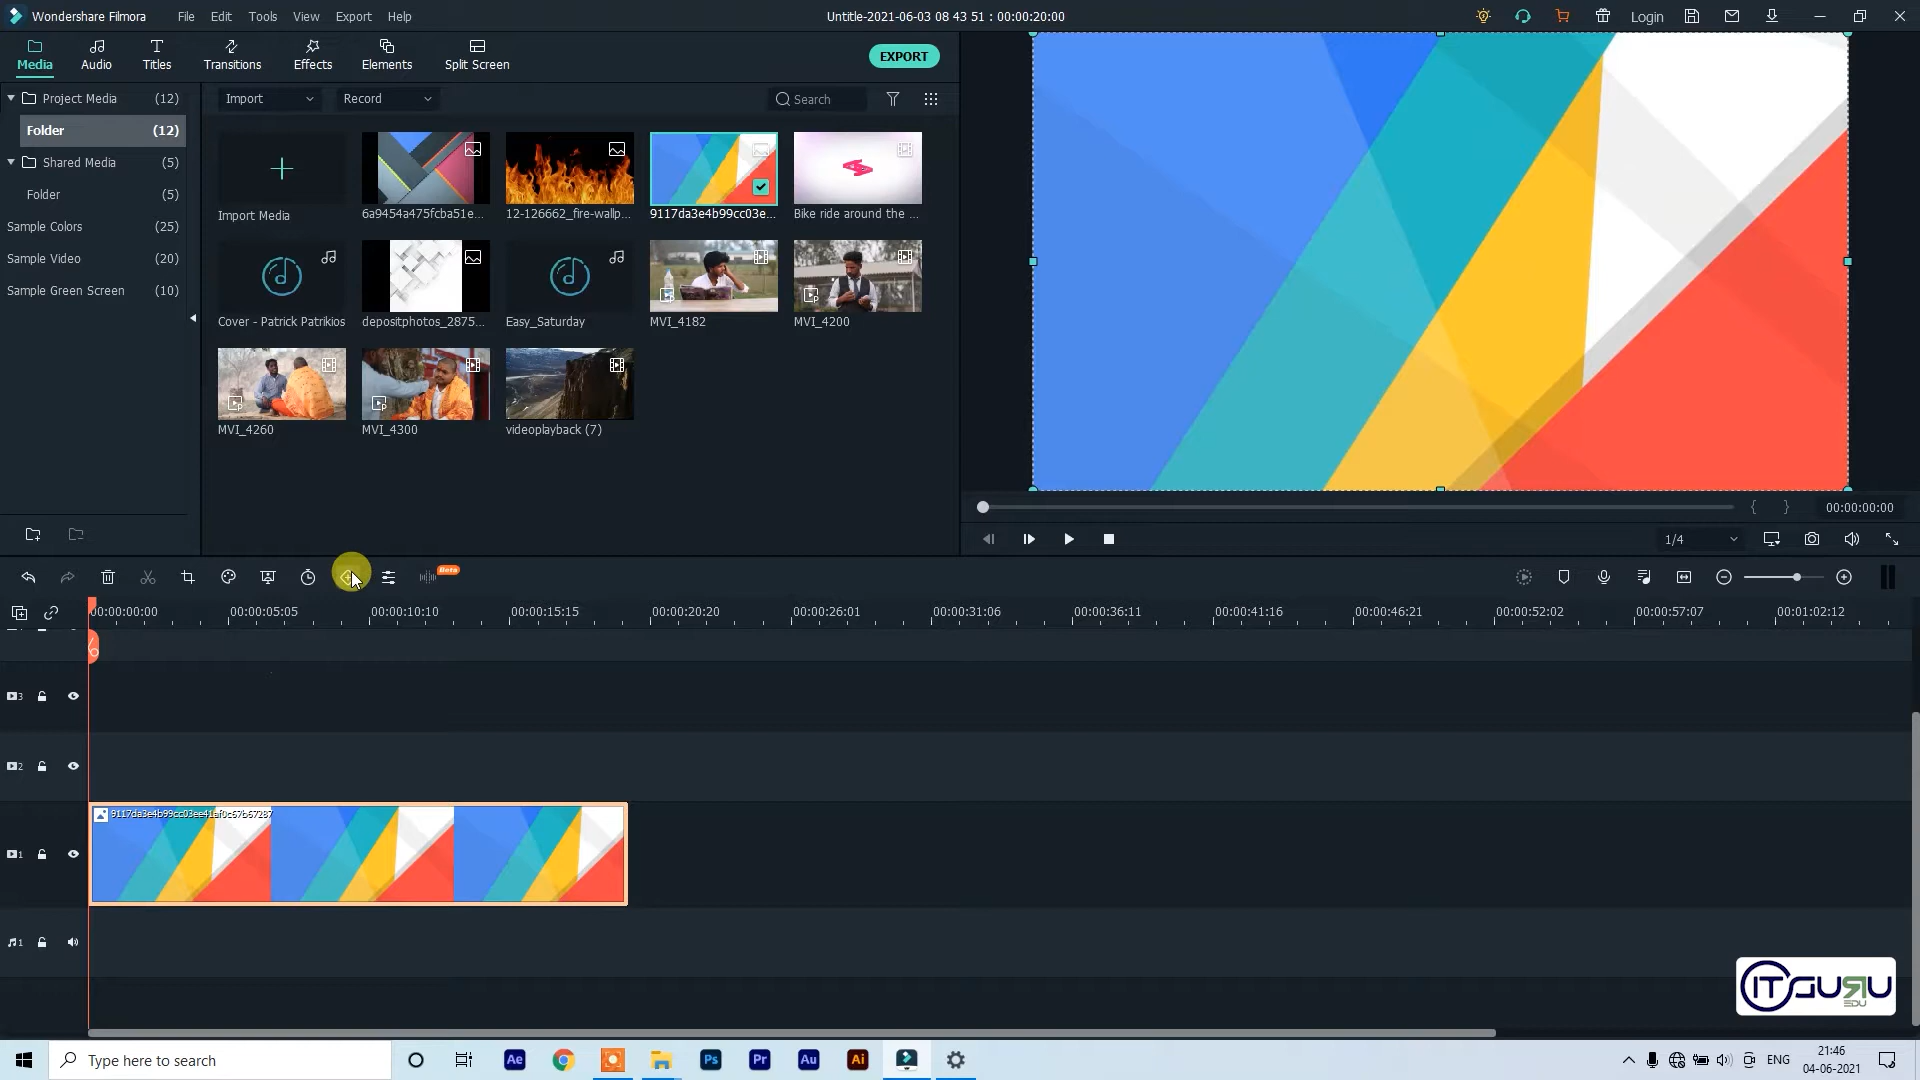 Wondershare Filmora
File Edit Tools View Export Help
Untitle-2021-06-03 08 43 51 : 00:00:20:00
Login
Media Audio Titles Transitions Effects Elements Split Screen
EXPORT
Project Media (12)
Folder (12)
Shared Media (5)
Folder (5)
Sample Colors (25)
Sample Video (20)
Sample Green Screen (10)
Import Record Search
Import Media 6a9454a475fcba51e... 12-126662_fire-wallp... 9117da3e4b99cc03e... Bike ride around the ...
Cover - Patrick Patrikios depositphotos_2875... Easy_Saturday MVI_4182 MVI_4200
MVI_4260 MVI_4300 videoplayback (7)
00:00:00:00
1/4
Beta
00:00:00:00 00:00:05:05 00:00:10:10 00:00:15:15 00:00:20:20 00:00:26:01 00:00:31:06 00:00:36:11 00:00:41:16 00:00:46:21 00:00:52:02 00:00:57:07 00:01:02:12
3
2
9117da3e4b99cc03ee41af0c67b67287
1
1
ITGURU
EDU
Type here to search
Ae Ps Pr Au Ai
ENG
21:46
04-06-2021